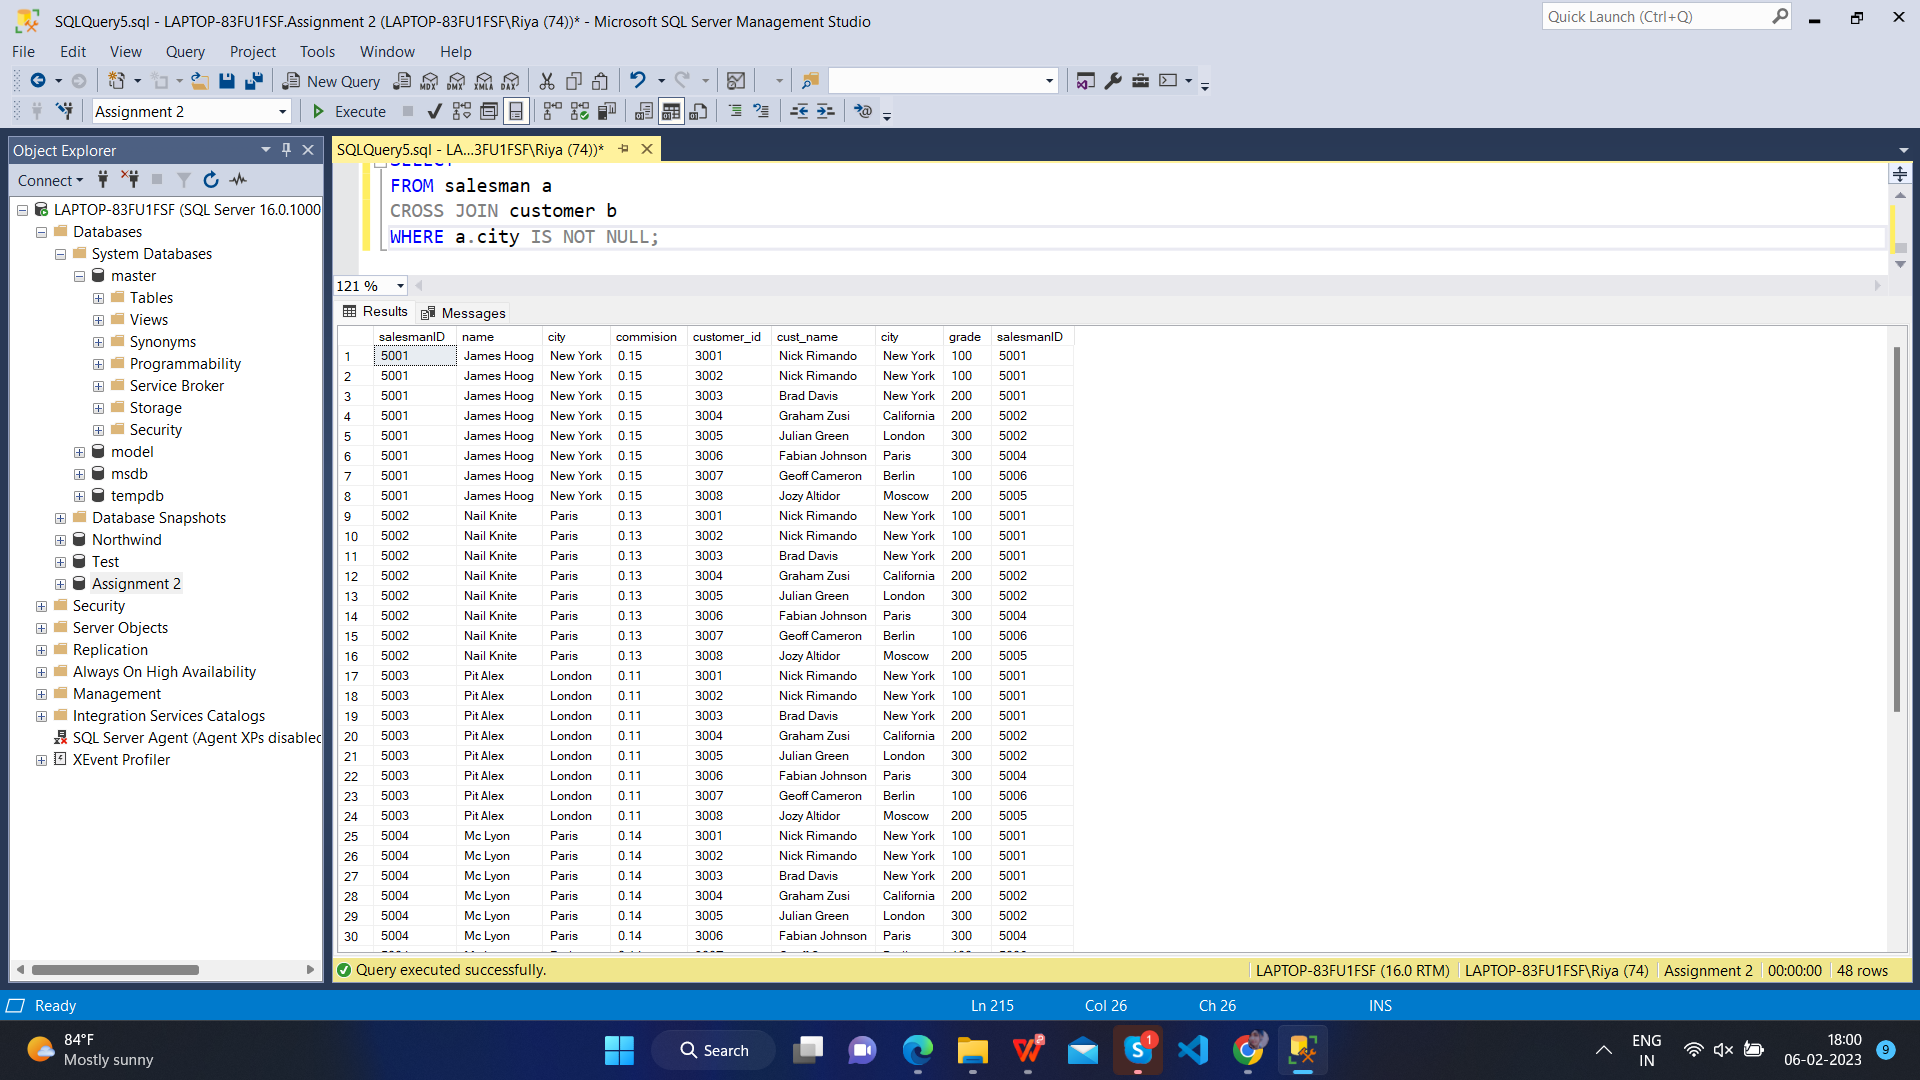 SQLQuery5.sql - LAPTOP-83FU1FSF.Assignment 2 (LAPTOP-83FU1FSF\Riya (74))* - Microsoft SQL Server Management Studio
Quick Launch (Ctrl+Q)
File Edit View Query Project Tools Window Help
New Query MDX DMX XMLA DAX
Assignment 2 Execute
Object Explorer
Connect
LAPTOP-83FU1FSF (SQL Server 16.0.1000
Databases
System Databases
master
Tables
Views
Synonyms
Programmability
Service Broker
Storage
Security
model
msdb
tempdb
Database Snapshots
Northwind
Test
Assignment 2
Security
Server Objects
Replication
Always On High Availability
Management
Integration Services Catalogs
SQL Server Agent (Agent XPs disabled
XEvent Profiler
SQLQuery5.sql - LA...3FU1FSF\Riya (74))*
SELECT
FROM salesman a
CROSS JOIN customer b
WHERE a.city IS NOT NULL;
121 %
Results Messages
salesmanID name city commision customer_id cust_name city grade salesmanID
1 5001 James Hoog New York 0.15 3001 Nick Rimando New York 100 5001
2 5001 James Hoog New York 0.15 3002 Nick Rimando New York 100 5001
3 5001 James Hoog New York 0.15 3003 Brad Davis New York 200 5001
4 5001 James Hoog New York 0.15 3004 Graham Zusi California 200 5002
5 5001 James Hoog New York 0.15 3005 Julian Green London 300 5002
6 5001 James Hoog New York 0.15 3006 Fabian Johnson Paris 300 5004
7 5001 James Hoog New York 0.15 3007 Geoff Cameron Berlin 100 5006
8 5001 James Hoog New York 0.15 3008 Jozy Altidor Moscow 200 5005
9 5002 Nail Knite Paris 0.13 3001 Nick Rimando New York 100 5001
10 5002 Nail Knite Paris 0.13 3002 Nick Rimando New York 100 5001
11 5002 Nail Knite Paris 0.13 3003 Brad Davis New York 200 5001
12 5002 Nail Knite Paris 0.13 3004 Graham Zusi California 200 5002
13 5002 Nail Knite Paris 0.13 3005 Julian Green London 300 5002
14 5002 Nail Knite Paris 0.13 3006 Fabian Johnson Paris 300 5004
15 5002 Nail Knite Paris 0.13 3007 Geoff Cameron Berlin 100 5006
16 5002 Nail Knite Paris 0.13 3008 Jozy Altidor Moscow 200 5005
17 5003 Pit Alex London 0.11 3001 Nick Rimando New York 100 5001
18 5003 Pit Alex London 0.11 3002 Nick Rimando New York 100 5001
19 5003 Pit Alex London 0.11 3003 Brad Davis New York 200 5001
20 5003 Pit Alex London 0.11 3004 Graham Zusi California 200 5002
21 5003 Pit Alex London 0.11 3005 Julian Green London 300 5002
22 5003 Pit Alex London 0.11 3006 Fabian Johnson Paris 300 5004
23 5003 Pit Alex London 0.11 3007 Geoff Cameron Berlin 100 5006
24 5003 Pit Alex London 0.11 3008 Jozy Altidor Moscow 200 5005
25 5004 Mc Lyon Paris 0.14 3001 Nick Rimando New York 100 5001
26 5004 Mc Lyon Paris 0.14 3002 Nick Rimando New York 100 5001
27 5004 Mc Lyon Paris 0.14 3003 Brad Davis New York 200 5001
28 5004 Mc Lyon Paris 0.14 3004 Graham Zusi California 200 5002
29 5004 Mc Lyon Paris 0.14 3005 Julian Green London 300 5002
30 5004 Mc Lyon Paris 0.14 3006 Fabian Johnson Paris 300 5004
Query executed successfully. LAPTOP-83FU1FSF (16.0 RTM) LAPTOP-83FU1FSF\Riya (74) Assignment 2 00:00:00 48 rows
Ready Ln 215 Col 26 Ch 26 INS
84°F
Mostly sunny
Search
1
ENG
IN
18:00
06-02-2023
9